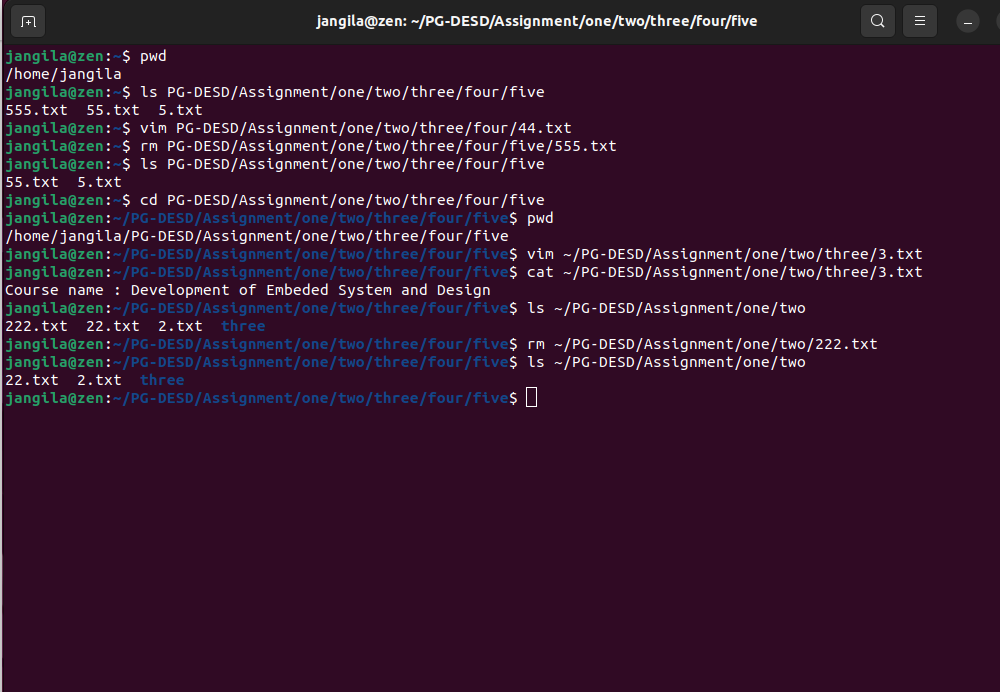 jangila@zen: ~/PG-DESD/Assignment/one/two/three/four/five
jangila@zen:~$ pwd
/home/jangila
jangila@zen:~$ ls PG-DESD/Assignment/one/two/three/four/five
555.txt  55.txt  5.txt
jangila@zen:~$ vim PG-DESD/Assignment/one/two/three/four/44.txt
jangila@zen:~$ rm PG-DESD/Assignment/one/two/three/four/five/555.txt
jangila@zen:~$ ls PG-DESD/Assignment/one/two/three/four/five
55.txt  5.txt
jangila@zen:~$ cd PG-DESD/Assignment/one/two/three/four/five
jangila@zen:~/PG-DESD/Assignment/one/two/three/four/five$ pwd
/home/jangila/PG-DESD/Assignment/one/two/three/four/five
jangila@zen:~/PG-DESD/Assignment/one/two/three/four/five$ vim ~/PG-DESD/Assignment/one/two/three/3.txt
jangila@zen:~/PG-DESD/Assignment/one/two/three/four/five$ cat ~/PG-DESD/Assignment/one/two/three/3.txt
Course name : Development of Embeded System and Design
jangila@zen:~/PG-DESD/Assignment/one/two/three/four/five$ ls ~/PG-DESD/Assignment/one/two
222.txt  22.txt  2.txt  three
jangila@zen:~/PG-DESD/Assignment/one/two/three/four/five$ rm ~/PG-DESD/Assignment/one/two/222.txt
jangila@zen:~/PG-DESD/Assignment/one/two/three/four/five$ ls ~/PG-DESD/Assignment/one/two
22.txt  2.txt  three
jangila@zen:~/PG-DESD/Assignment/one/two/three/four/five$